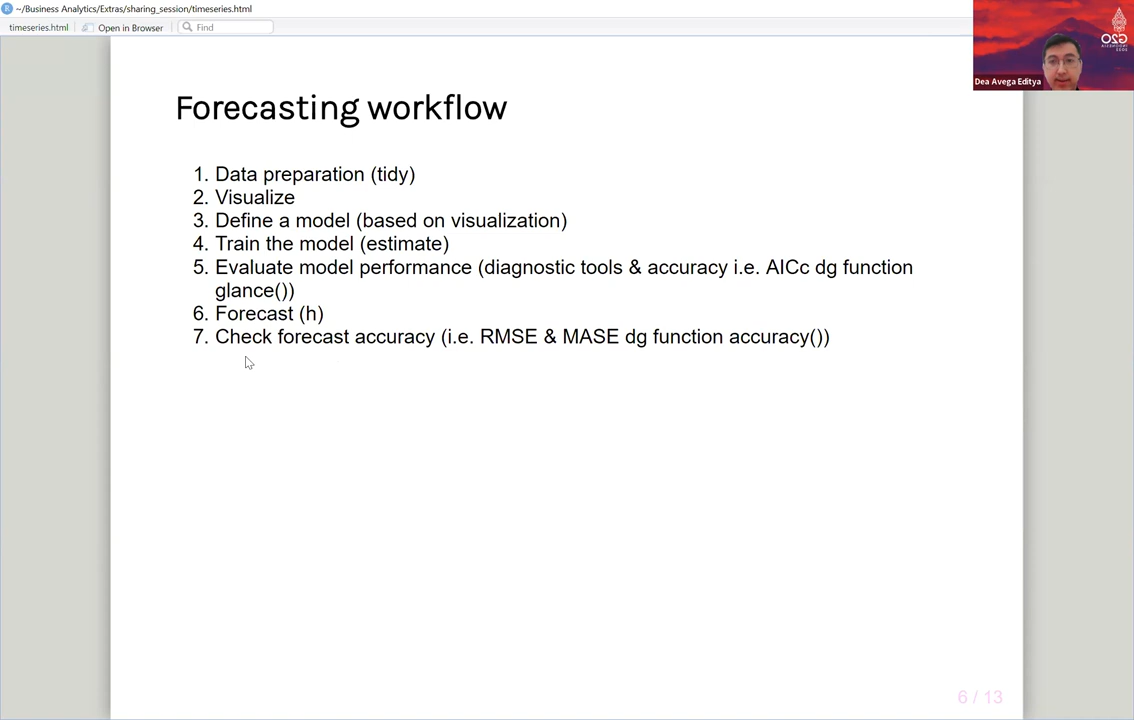 ~/Business Analytics/Extras/sharing_session/timeseries.html
timeseries.html
Open in Browser
Find
Dea Avega Editya
G20
Forecasting workflow
1. Data preparation (tidy)
2. Visualize
3. Define a model (based on visualization)
4. Train the model (estimate)
5. Evaluate model performance (diagnostic tools & accuracy i.e. AICc dg function
glance())
6. Forecast (h)
7. Check forecast accuracy (i.e. RMSE & MASE dg function accuracy())
6 / 13